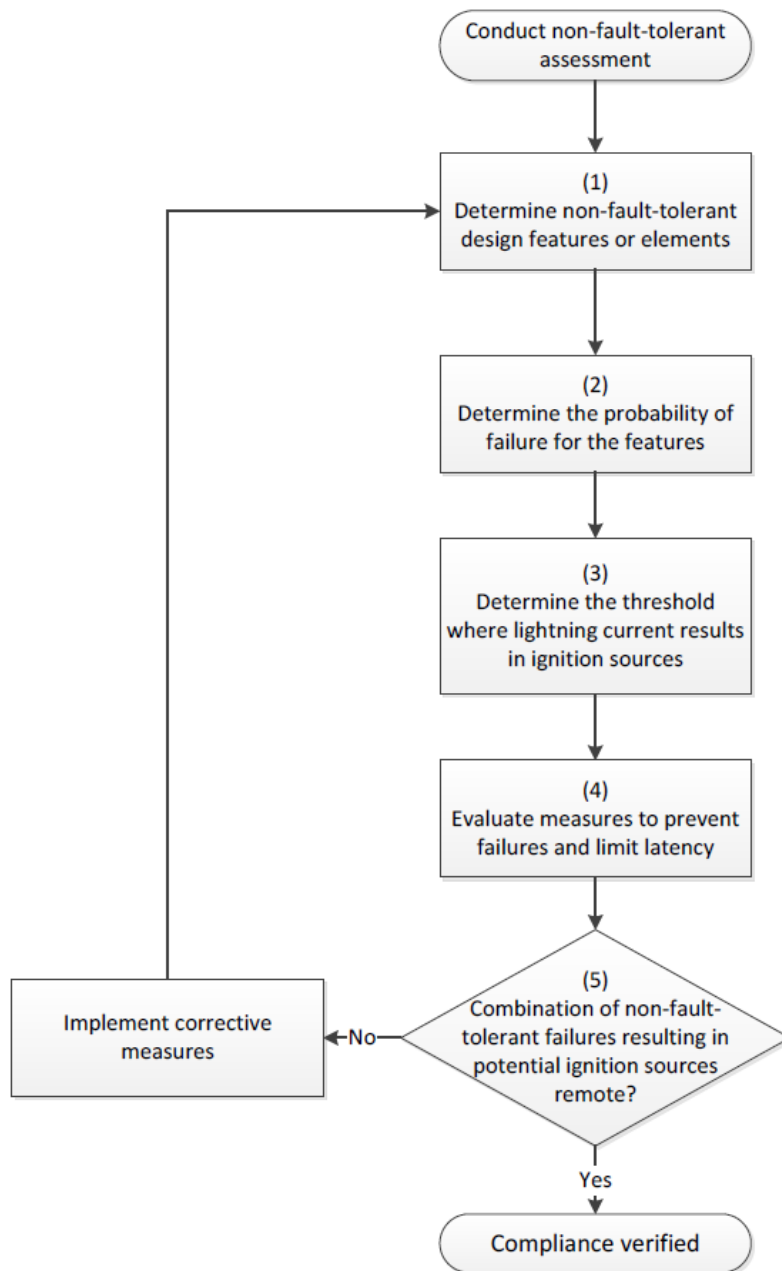 Conduct non-fault-tolerant
assessment
(1)
Determine non-fault-tolerant
design features or elements
(2)
Determine the probability of
failure for the features
(3)
Determine the threshold
where lightning current results
in ignition sources
(4)
Evaluate measures to prevent
failures and limit latency
(5)
Combination of non-fault-
tolerant failures resulting in
potential ignition sources
remote?
No
Implement corrective
measures
Yes
Compliance verified